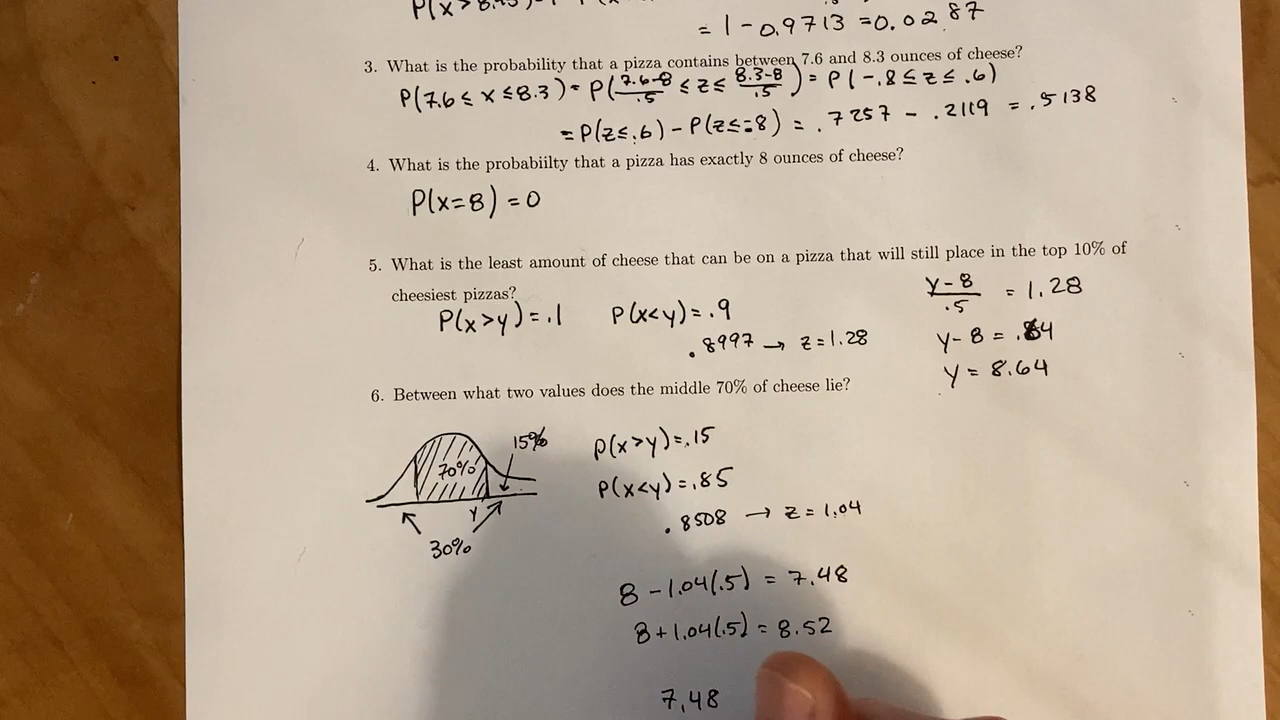 = 1 - 0.9713 = 0.0287
3. What is the probability that a pizza contains between 7.6 and 8.3 ounces of cheese?
P(7.6 ≤ x ≤ 8.3) = P(7.6-8/.5 ≤ z ≤ 8.3-8/.5) = P(-.8 ≤ z ≤ .6)
= P(z ≤ .6) - P(z ≤ -.8) = .7257 - .2119 = .5138
4. What is the probabiilty that a pizza has exactly 8 ounces of cheese?
P(x=8) = 0
5. What is the least amount of cheese that can be on a pizza that will still place in the top 10% of
cheesiest pizzas?
P(x>y) = .1
P(x<y) = .9
.8997 → z = 1.28
y-8/.5 = 1.28
y-8 = .64
y = 8.64
6. Between what two values does the middle 70% of cheese lie?
15%
70%
y
30%
P(x>y) = .15
P(x<y) = .85
.8508 → z = 1.04
8 - 1.04(.5) = 7.48
8 + 1.04(.5) = 8.52
7.48